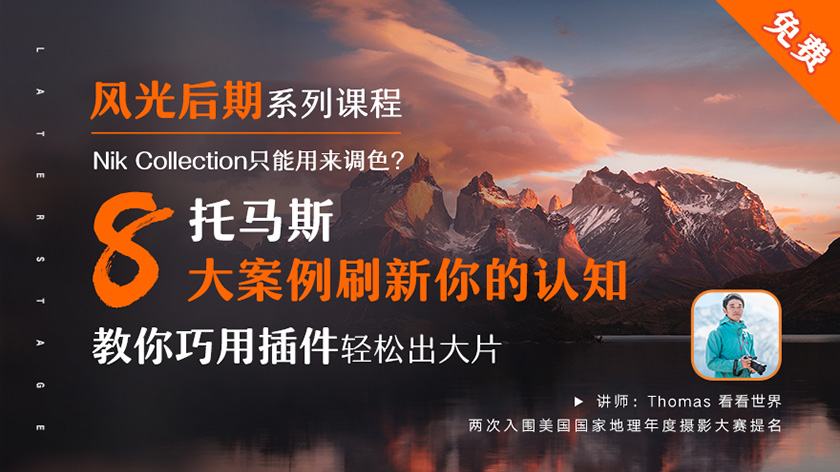 免费
LATERSTAGE
风光后期系列课程
Nik Collection只能用来调色？
8 托马斯
大案例刷新你的认知
教你巧用插件轻松出大片
▶ 讲师：Thomas 看看世界
两次入围美国国家地理年度摄影大赛提名